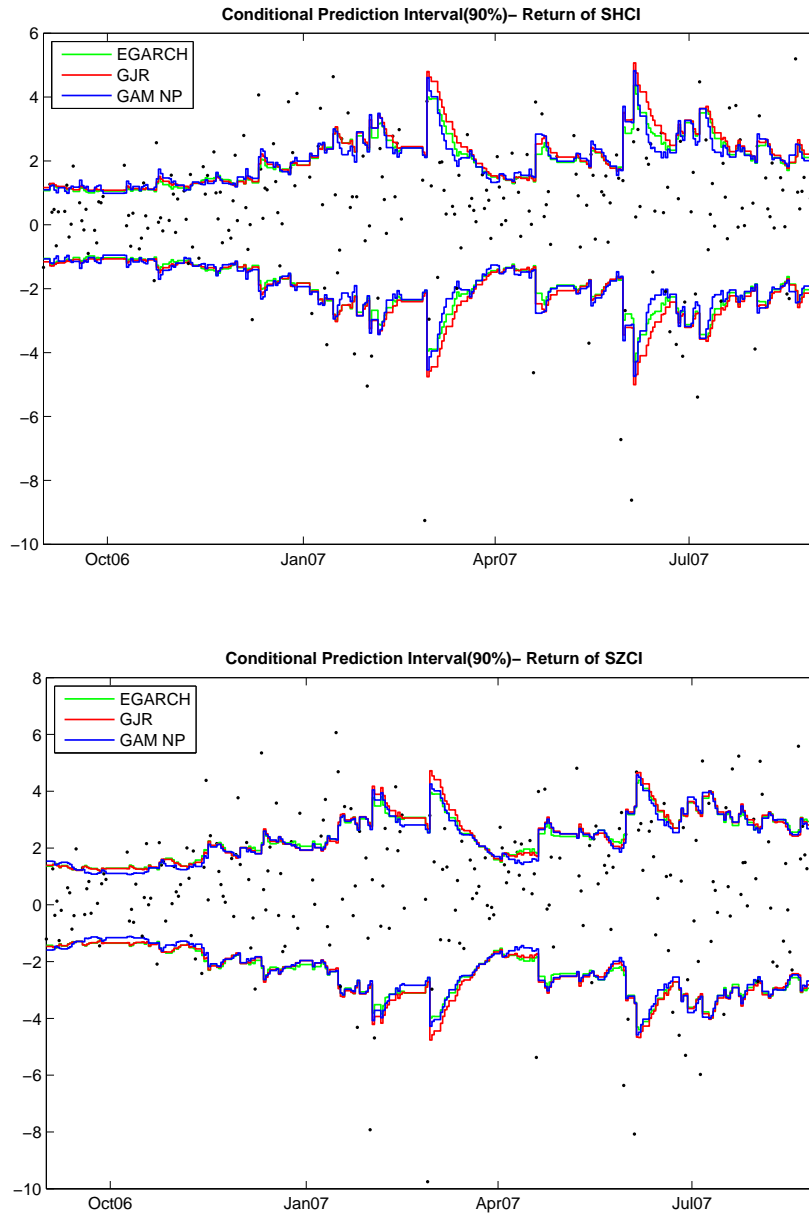 Conditional Prediction Interval(90%)− Return of SHCI
6
4
2
0
−2
−4
−6
−8
−10
EGARCH
GJR
GAM NP
Oct06 Jan07 Apr07 Jul07
Conditional Prediction Interval(90%)− Return of SZCI
8
6
4
2
0
−2
−4
−6
−8
−10
EGARCH
GJR
GAM NP
Oct06 Jan07 Apr07 Jul07